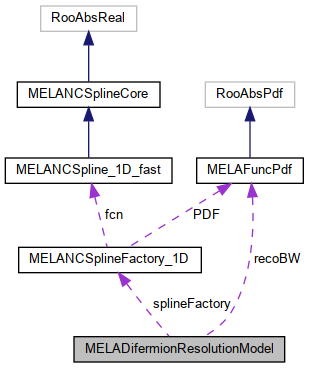 RooAbsReal
MELANCSplineCore
RooAbsPdf
MELANCSpline_1D_fast
MELAFuncPdf
fcn
PDF
MELANCSplineFactory_1D
recoBW
splineFactory
MELADifermionResolutionModel